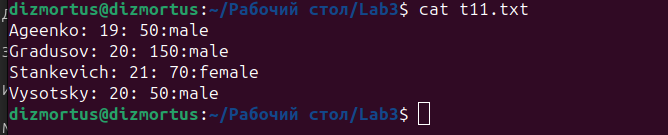 dizmortus@dizmortus:~/Рабочий стол/Lab3$ cat t11.txt
Ageenko: 19: 50:male
Gradusov: 20: 150:male
Stankevich: 21: 70:female
Vysotsky: 20: 50:male
dizmortus@dizmortus:~/Рабочий стол/Lab3$